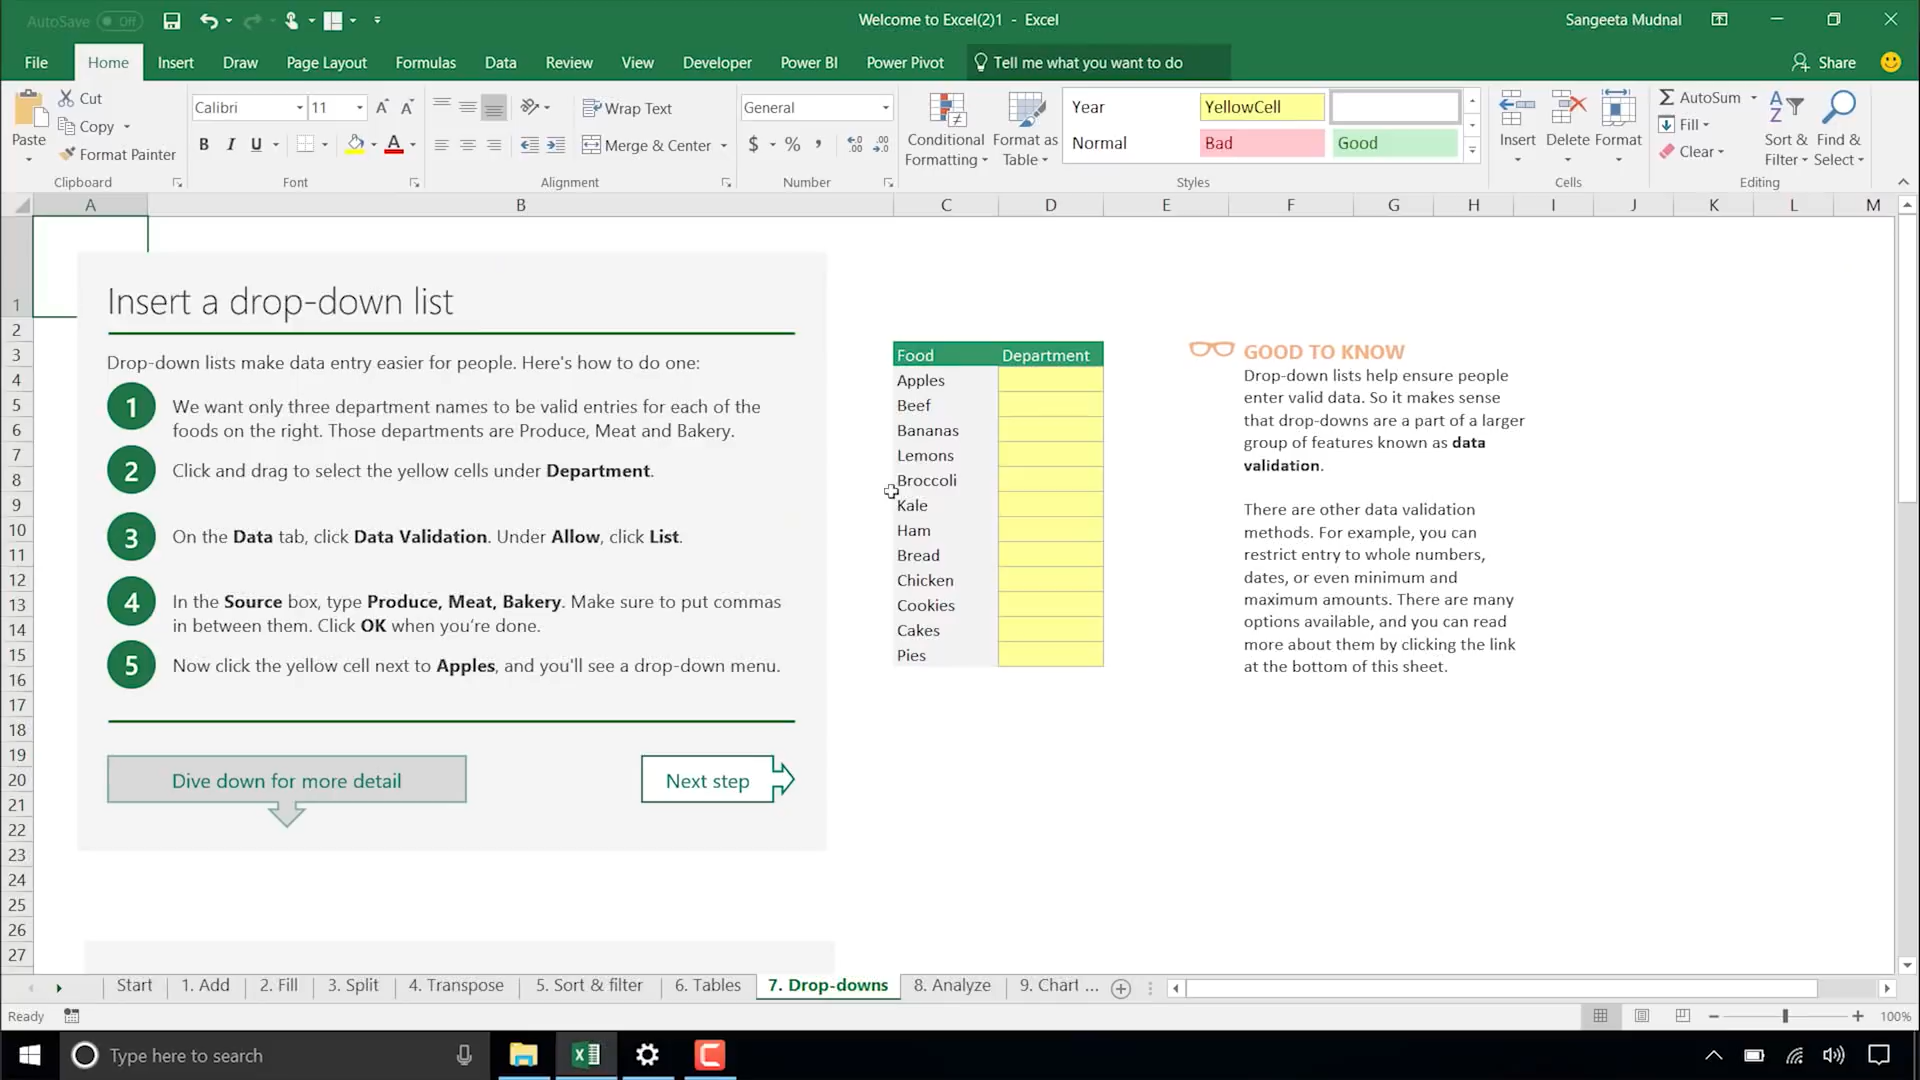 AutoSave Off
Welcome to Excel(2)1 - Excel
Sangeeta Mudnal
File Home Insert Draw Page Layout Formulas Data Review View Developer Power BI Power Pivot Tell me what you want to do Share
Paste
Cut
Copy
Format Painter
Clipboard
Calibri 11
B I U
Font
Wrap Text
Merge & Center
Alignment
General
$ % ,
Number
Conditional Formatting
Format as Table
Year YellowCell
Normal Bad Good
Styles
Insert Delete Format
Cells
AutoSum
Fill
Clear
Sort & Filter
Find & Select
Editing
A B C D E F G H I J K L M
1
2
3
4
5
6
7
8
9
10
11
12
13
14
15
16
17
18
19
20
21
22
23
24
25
26
27
Insert a drop-down list
Drop-down lists make data entry easier for people. Here's how to do one:
1 We want only three department names to be valid entries for each of the
foods on the right. Those departments are Produce, Meat and Bakery.
2 Click and drag to select the yellow cells under Department.
3 On the Data tab, click Data Validation. Under Allow, click List.
4 In the Source box, type Produce, Meat, Bakery. Make sure to put commas
in between them. Click OK when you're done.
5 Now click the yellow cell next to Apples, and you'll see a drop-down menu.
Dive down for more detail
Next step
Food Department
Apples
Beef
Bananas
Lemons
Broccoli
Kale
Ham
Bread
Chicken
Cookies
Cakes
Pies
GOOD TO KNOW
Drop-down lists help ensure people
enter valid data. So it makes sense
that drop-downs are a part of a larger
group of features known as data
validation.
There are other data validation
methods. For example, you can
restrict entry to whole numbers,
dates, or even minimum and
maximum amounts. There are many
options available, and you can read
more about them by clicking the link
at the bottom of this sheet.
Start 1. Add 2. Fill 3. Split 4. Transpose 5. Sort & filter 6. Tables 7. Drop-downs 8. Analyze 9. Chart ...
Ready
100%
Type here to search